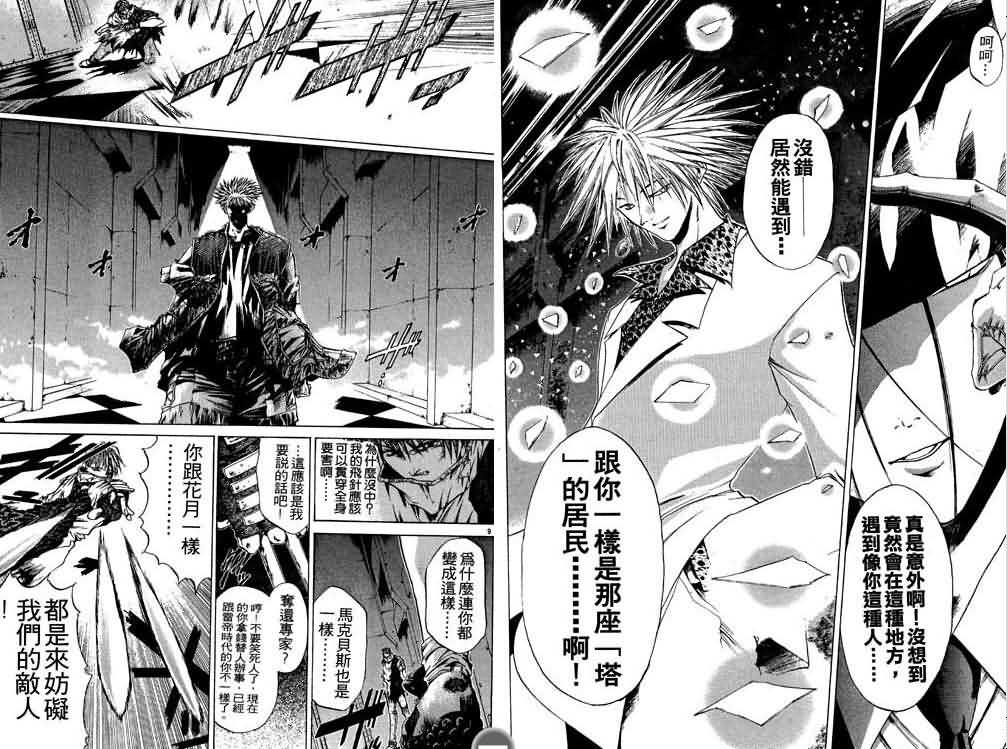 呵呵…
真是意外啊!沒想到
竟然會在這種地方,
遇到像你這種人……
沒錯——
居然能遇到…
跟你一樣是那座「塔
」的居民…………啊!
為什麼沒中?
我的飛針應該
可以貫穿全身
要害啊……
…這應該是我
要說的話吧!
9
為什麼連你都
變成這樣……
馬克貝斯也是
一樣……
奪還專家?
哼!不要笑死人了,現在
的你拿錢替人辦事,已經
跟雷帝時代的你不一樣了。
你跟花月一樣
………
都是來妨礙
我們的敵人
!